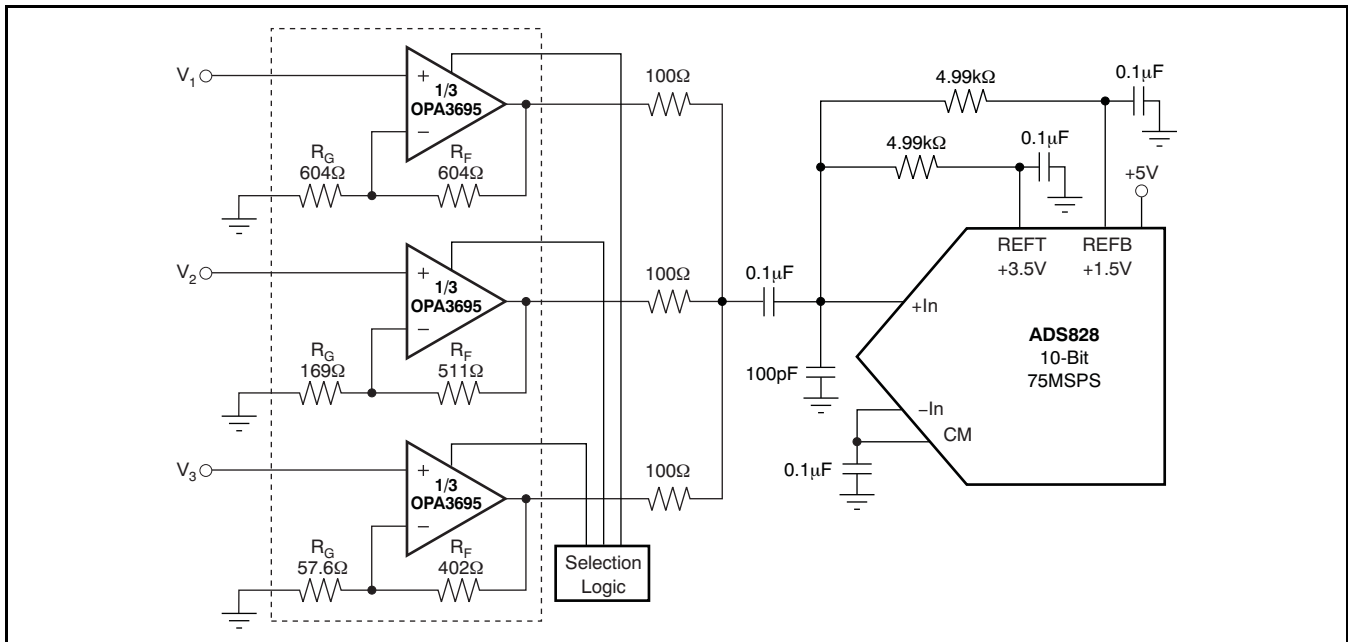 V1
+
1/3
OPA3695
−
RG
604Ω
RF
604Ω
100Ω
V2
+
1/3
OPA3695
−
RG
169Ω
RF
511Ω
100Ω
V3
+
1/3
OPA3695
−
RG
57.6Ω
RF
402Ω
100Ω
Selection
Logic
0.1µF
100pF
4.99kΩ
0.1µF
4.99kΩ
0.1µF
+5V
REFT
+3.5V
REFB
+1.5V
+In
ADS828
10-Bit
75MSPS
−In
CM
0.1µF